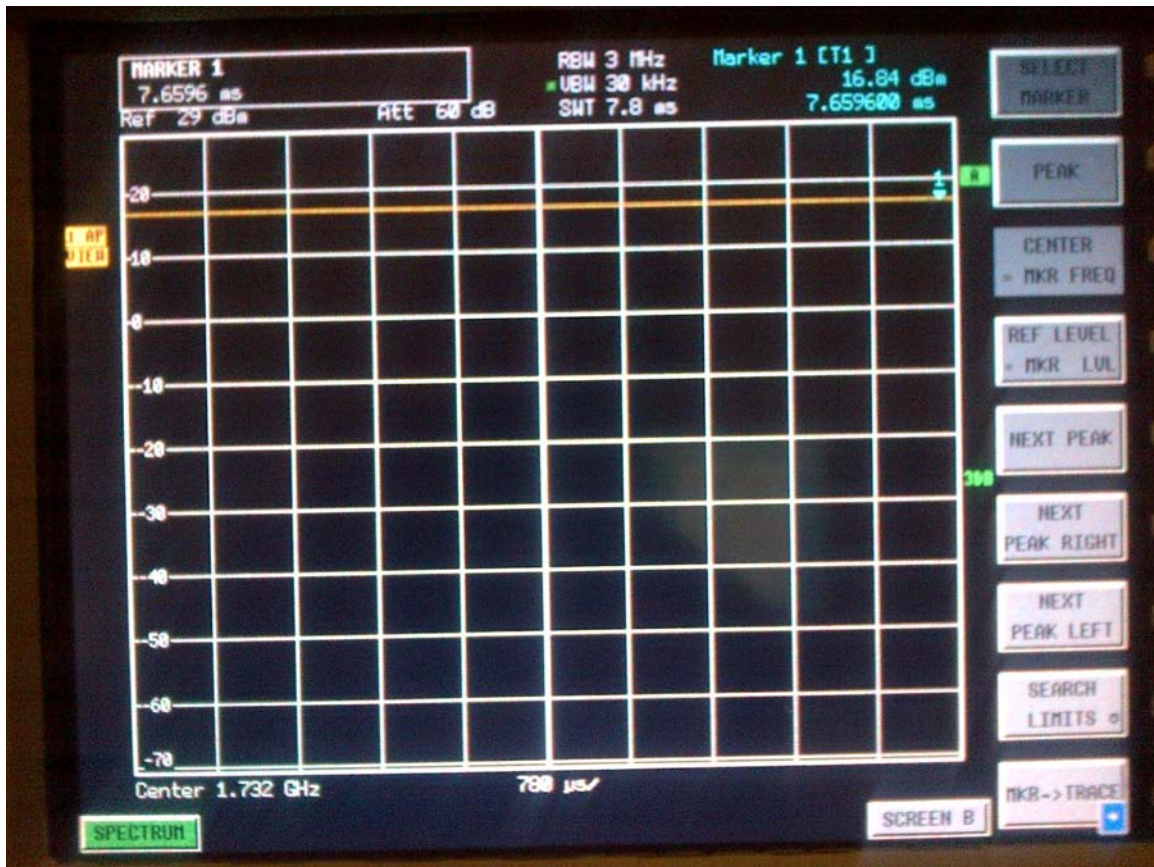 MARKER 1
7.6596 ms
Ref 29 dBm
Att 60 dB
RBW 3 MHz
VBW 30 kHz
SWT 7.8 ms
Marker 1 [T1 ]
16.84 dBm
7.659600 ms
1 AP
VIEW
20
10
0
-10
-20
-30
-40
-50
-60
-70
1
A
3DB
Center 1.732 GHz
780 µs/
SPECTRUM
SCREEN B
SELECT
MARKER
PEAK
CENTER
= MKR FREQ
REF LEVEL
= MKR LVL
NEXT PEAK
NEXT
PEAK RIGHT
NEXT
PEAK LEFT
SEARCH
LIMITS
MKR->TRACE